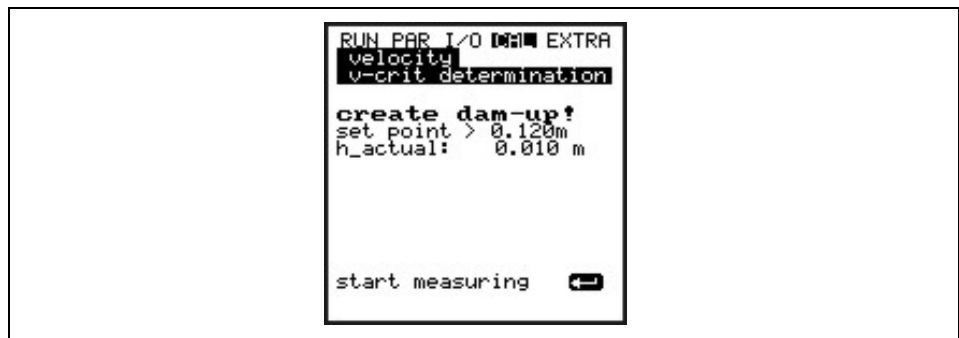 RUN PAR I/O CAL EXTRA
velocity
v-crit determination
create dam-up!
set point > 0.120m
h_actual: 0.010 m
start measuring